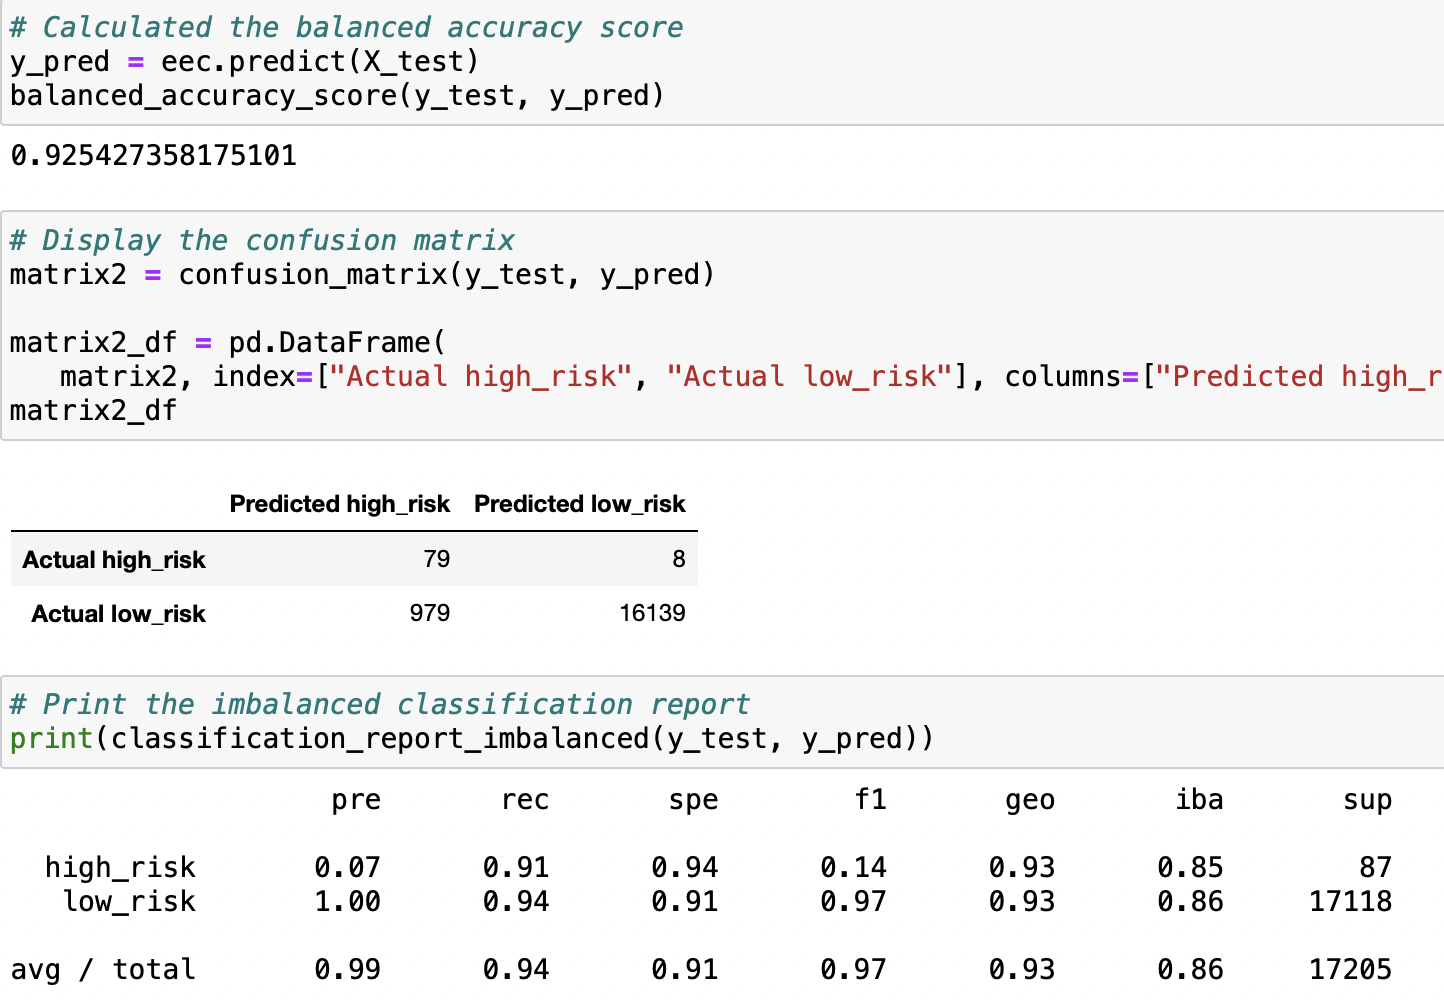 # Calculated the balanced accuracy score
y_pred = eec.predict(X_test)
balanced_accuracy_score(y_test, y_pred)
0.925427358175101
# Display the confusion matrix
matrix2 = confusion_matrix(y_test, y_pred)
matrix2_df = pd.DataFrame(
matrix2, index=["Actual high_risk", "Actual low_risk"], columns=["Predicted high_r
matrix2_df
Predicted high_risk Predicted low_risk
Actual high_risk 79 8
Actual low_risk 979 16139
# Print the imbalanced classification report
print(classification_report_imbalanced(y_test, y_pred))
pre rec spe f1 geo iba sup
high_risk 0.07 0.91 0.94 0.14 0.93 0.85 87
low_risk 1.00 0.94 0.91 0.97 0.93 0.86 17118
avg / total 0.99 0.94 0.91 0.97 0.93 0.86 17205